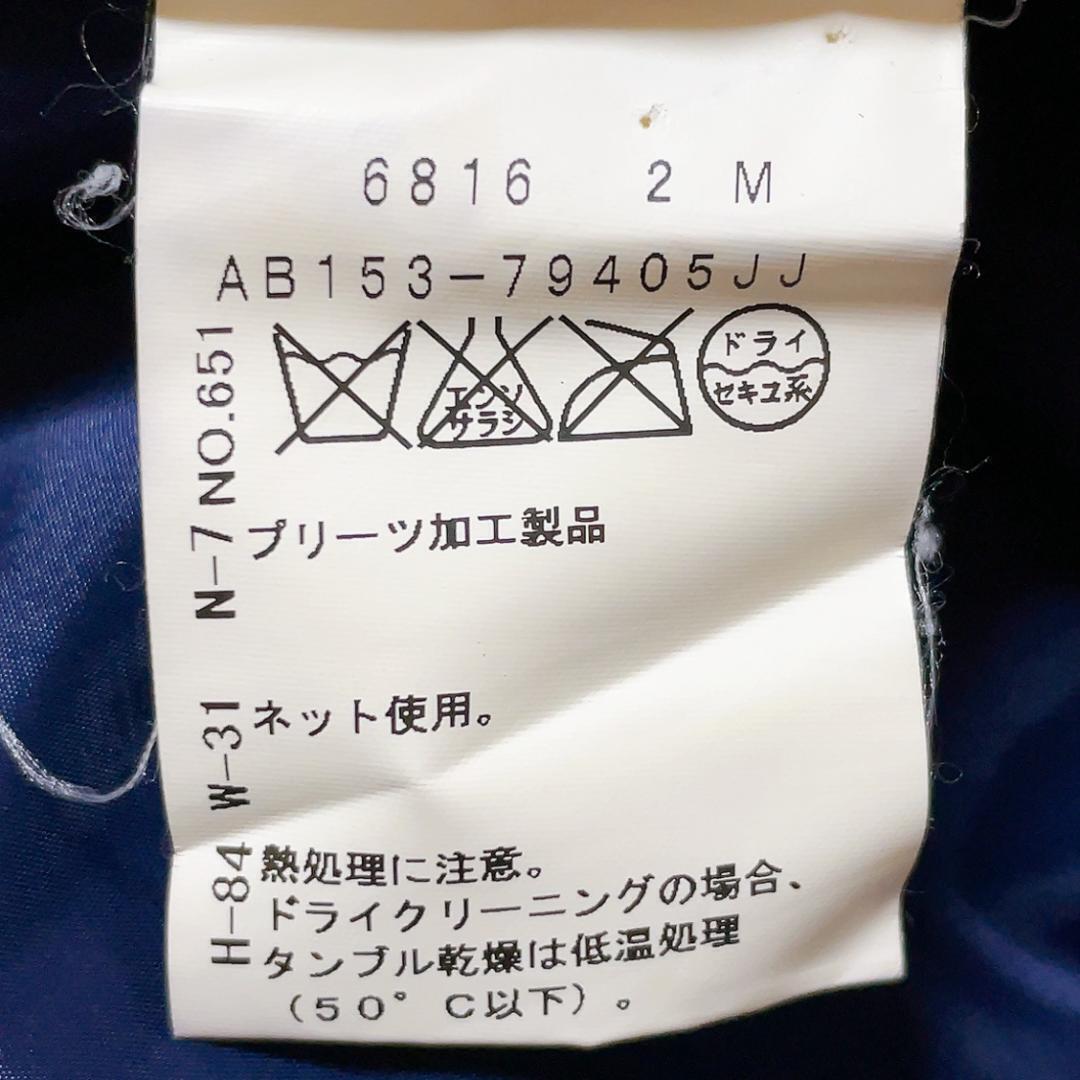 6816 2 M
AB153-79405JJ
エンソ
サラシ
ドライ
セキユ系
プリーツ加工製品
ネット使用。
熱処理に注意。
ドライクリーニングの場合、
タンブル乾燥は低温処理
(50°C以下)。
H-84 W-31 N-7 NO.651